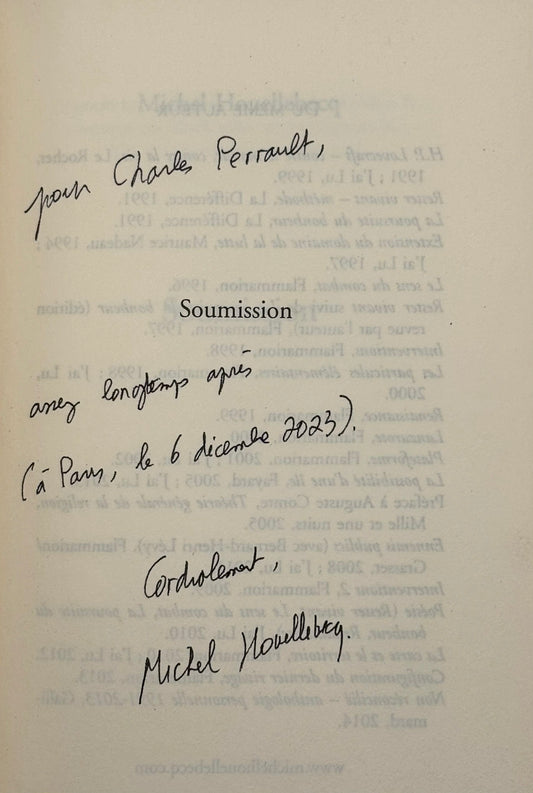 pour Charles Perrault,
Soumission
assez longtemps après
(à Paris, le 6 décembre 2023).
Cordialement,
Michel Houellebecq.